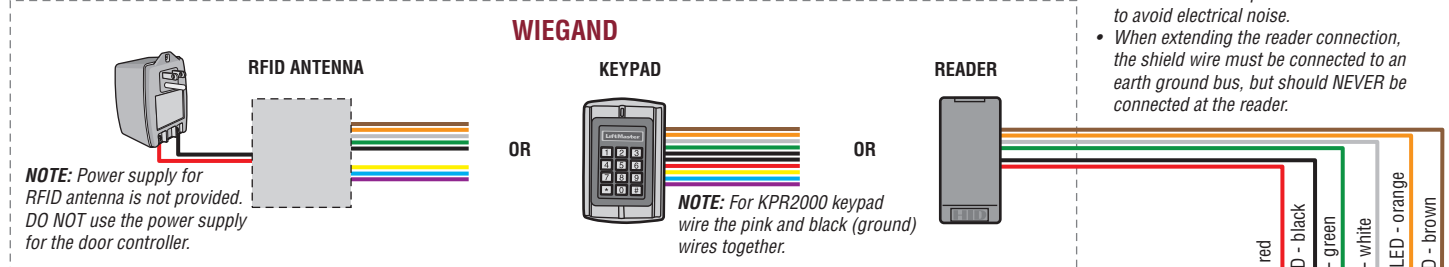 to avoid electrical noise.
• When extending the reader connection,
the shield wire must be connected to an
earth ground bus, but should NEVER be
connected at the reader.
WIEGAND
RFID ANTENNA
KEYPAD
READER
OR
OR
LiftMaster
1 2 3
4 5 6
7 8 9
* 0 #
NOTE: Power supply for
RFID antenna is not provided.
DO NOT use the power supply
for the door controller.
NOTE: For KPR2000 keypad
wire the pink and black (ground)
wires together.
red
D - black
- green
- white
LED - orange
D - brown